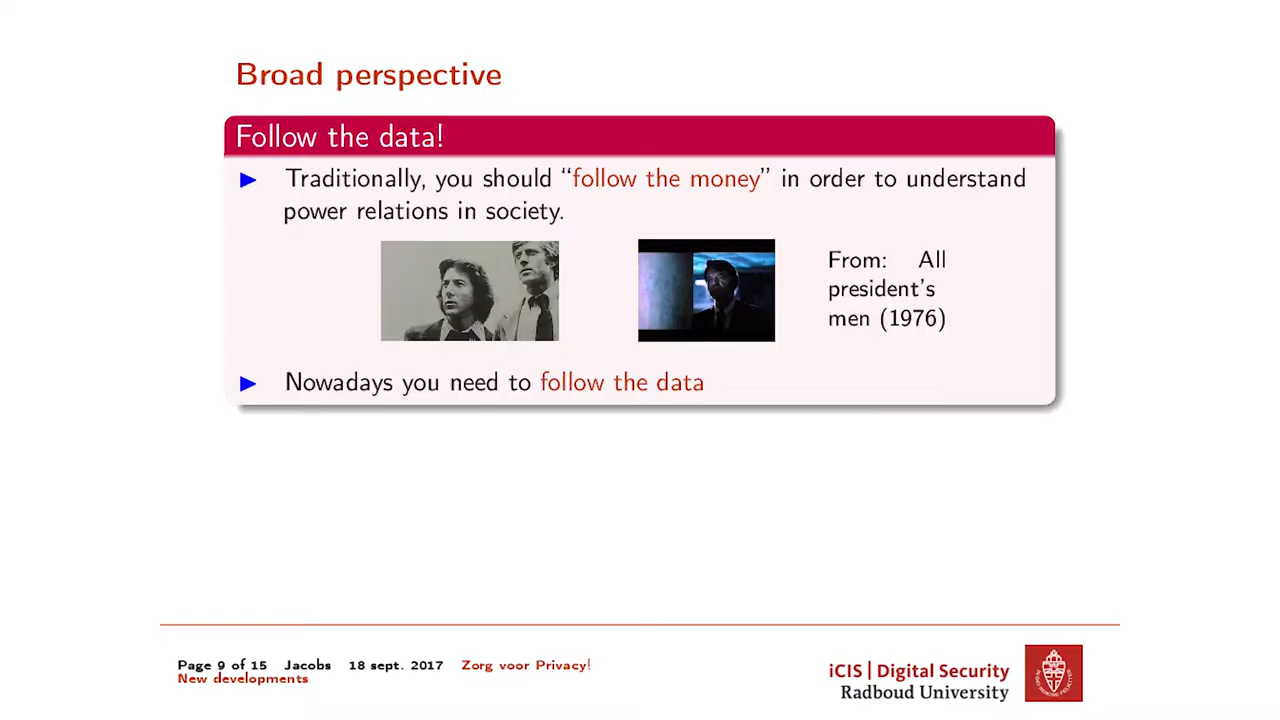 Broad perspective
Follow the data!
Traditionally, you should “follow the money” in order to understand
power relations in society.
From: All
president's
men (1976)
Nowadays you need to follow the data
Page 9 of 15 Jacobs 18 sept. 2017 Zorg voor Privacy!
New developments
iCIS | Digital Security
Radboud University